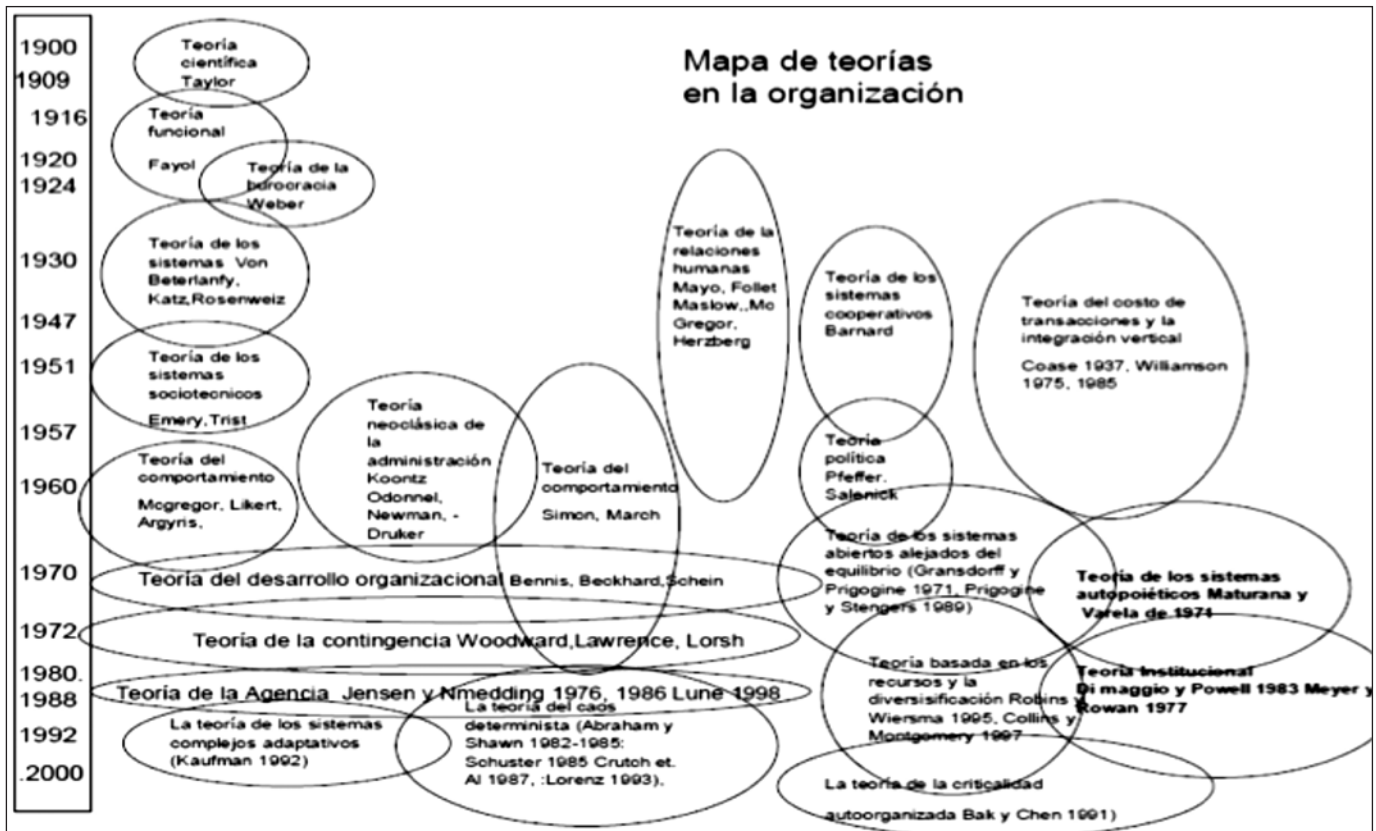 Mapa de teorías
en la organización
1900
1909
1916
1920
1924
1930
1947
1951
1957
1960
1970
1972
1980.
1988
1992
.2000
Teoría
científica
Taylor
Teoría
funcional
Fayol
Teoría de la
burocracia
Weber
Teoría de los
sistemas Von
Beterlanfy,
Katz,Rosenweiz
Teoría de los
sistemas
sociotecnicos
Emery,Trist
Teoría del
comportamiento
Mcgregor, Likert,
Argyris,
Teoría
neoclásica de
la
administración
Koontz
Odonnel,
Newman, -
Druker
Teoría del
comportamiento
Simon, March
Teoría de la
relaciones
humanas
Mayo, Follet
Maslow,,Mc
Gregor,
Herzberg
Teoría de los
sistemas
cooperativos
Barnard
Teoría
política
Pfeffer.
Salenick
Teoría del costo de
transacciones y la
integración vertical
Coase 1937, Williamson
1975, 1985
Teoría del desarrollo organizacional Bennis, Beckhard,Schein
Teoría de la contingencia Woodward,Lawrence, Lorsh
Teoría de la Agencia Jensen y Nmedding 1976, 1986 Lune 1998
La teoría de los sistemas
complejos adaptativos
(Kaufman 1992)
La teoría del caos
determinista (Abraham y
Shawn 1982-1985:
Schuster 1985 Crutch et.
Al 1987, :Lorenz 1993),
Teoría de los sistemas
abiertos alejados del
equilibrio (Gransdorff y
Prigogine 1971, Prigogine
y Stengers 1989)
Teoría de los sistemas
autopoiéticos Maturana y
Varela de 1971
Teoría basada en los
recursos y la
diversisificación Robins y
Wiersma 1995, Collins y
Montgomery 1997
Teoría Institucional
Di maggio y Powell 1983 Meyer y
Rowan 1977
La teoría de la criticalidad
autoorganizada Bak y Chen 1991)